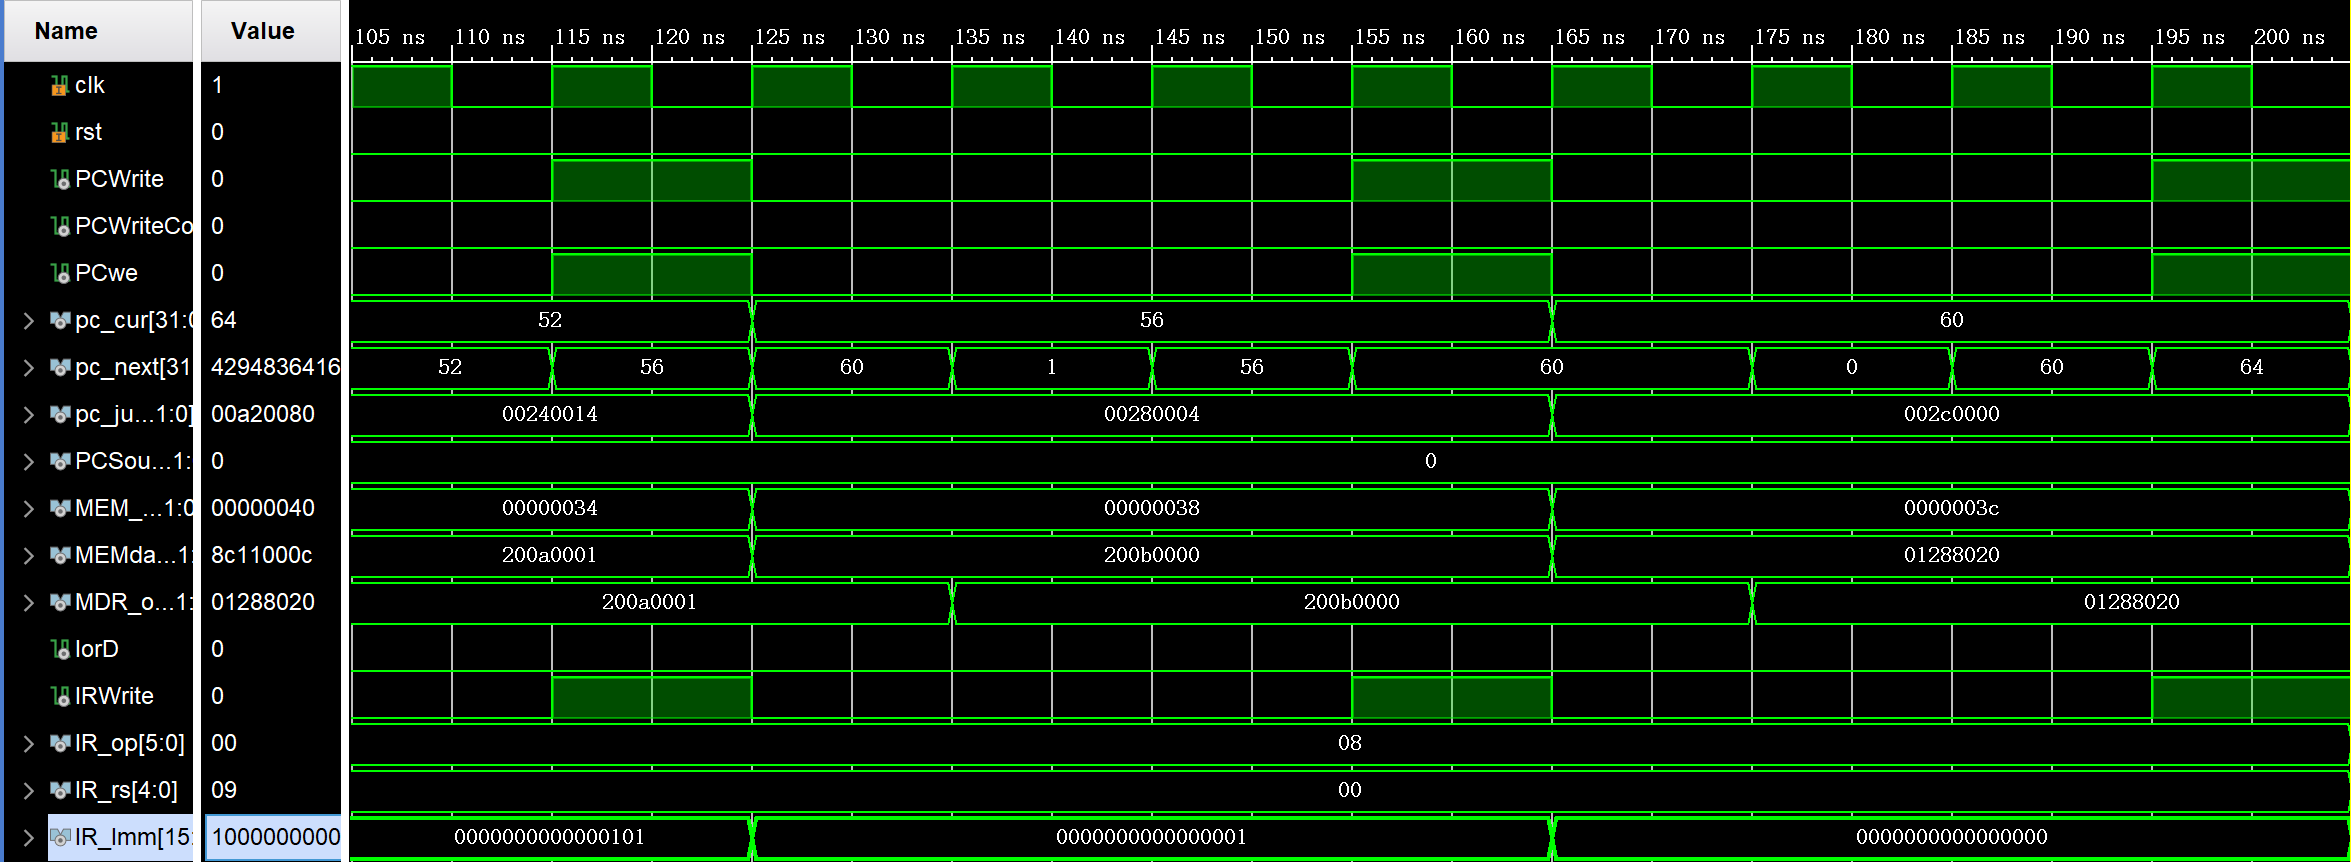 Name Value 105 ns 110 ns 115 ns 120 ns 125 ns 130 ns 135 ns 140 ns 145 ns 150 ns 155 ns 160 ns 165 ns 170 ns 175 ns 180 ns 185 ns 190 ns 195 ns 200 ns
clk 1
rst 0
PCWrite 0
PCWriteCo 0
PCwe 0
pc_cur[31:0 64 52 56 60
pc_next[31 4294836416 52 56 60 1 56 60 0 60 64
pc_ju...1:0] 00a20080 00240014 00280004 002c0000
PCSou...1: 0 0
MEM_...1:0 00000040 00000034 00000038 0000003c
MEMda...1: 8c11000c 200a0001 200b0000 01288020
MDR_o...1: 01288020 200a0001 200b0000 01288020
IorD 0
IRWrite 0
IR_op[5:0] 00 08
IR_rs[4:0] 09 00
IR_Imm[15: 1000000000 0000000000000101 0000000000000001 0000000000000000